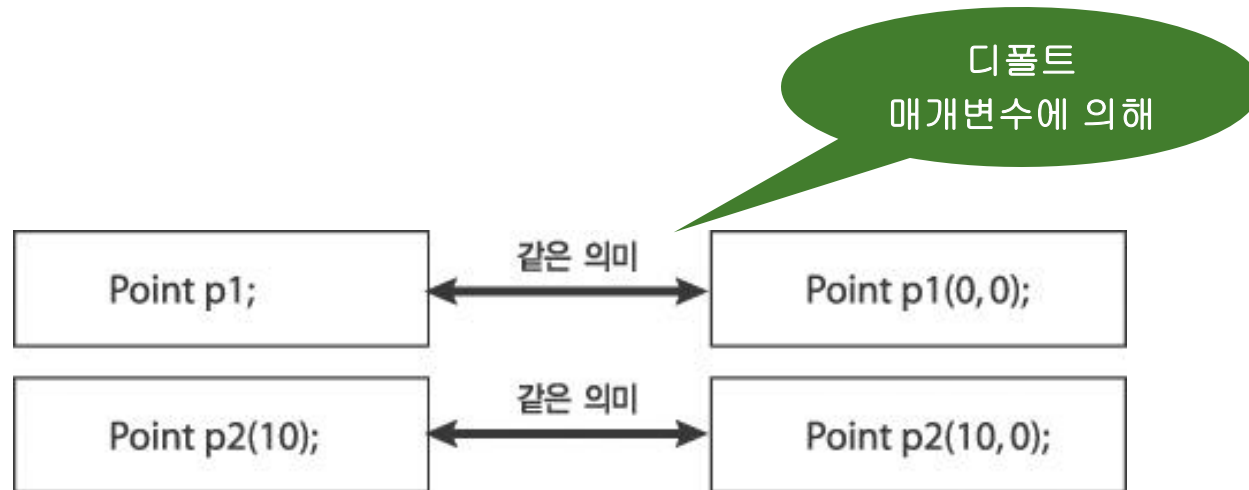 디폴트
매개변수에 의해
Point p1;
같은 의미
Point p1(0, 0);
Point p2(10);
같은 의미
Point p2(10, 0);